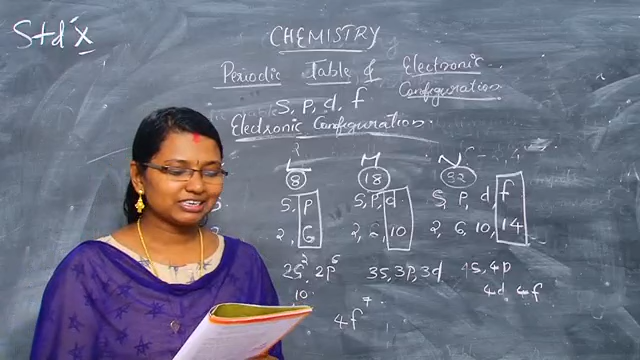 Std x
CHEMISTRY
Periodic Table & Electronic Configuration
S, P, d, f
Electronic Configuration
L M N
8 18 32
S, P S, P, d S, P, d, f
2, 6 2, 6, 10 2, 6, 10, 14
2S² 2P⁶ 3S, 3P, 3d 4S, 4P
10 4d, 4f
4f